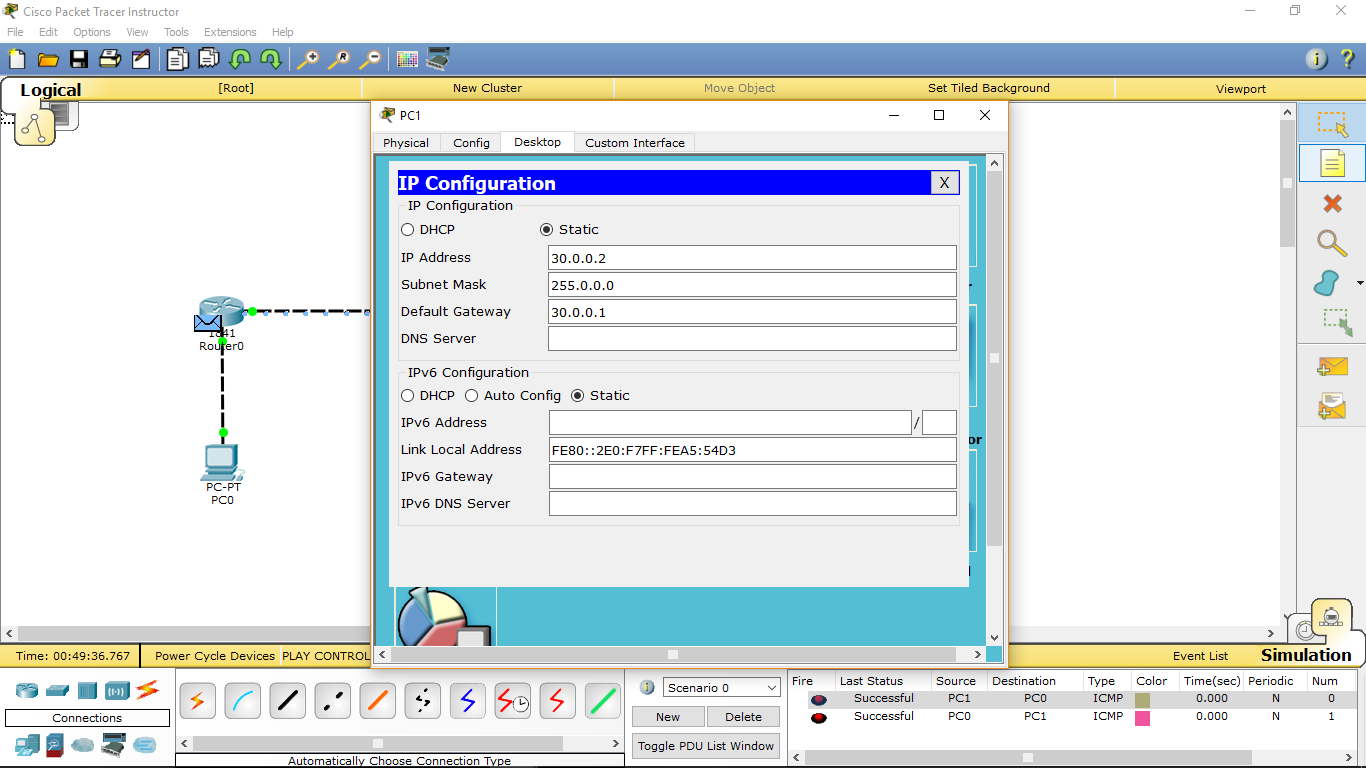 Cisco Packet Tracer Instructor
File Edit Options View Tools Extensions Help
Logical [Root] New Cluster Move Object Set Tiled Background Viewport
PC1
Physical Config Desktop Custom Interface
IP Configuration X
IP Configuration
DHCP Static
IP Address 30.0.0.2
Subnet Mask 255.0.0.0
Default Gateway 30.0.0.1
DNS Server
IPv6 Configuration
DHCP Auto Config Static
IPv6 Address /
Link Local Address FE80::2E0:F7FF:FEA5:54D3
IPv6 Gateway
IPv6 DNS Server
1841
Router0
PC-PT
PC0
or
Time: 00:49:36.767 Power Cycle Devices PLAY CONTROL Event List Simulation
Connections
Automatically Choose Connection Type
Scenario 0
New Delete
Toggle PDU List Window
Fire Last Status Source Destination Type Color Time(sec) Periodic Num
Successful PC1 PC0 ICMP 0.000 N 0
Successful PC0 PC1 ICMP 0.000 N 1